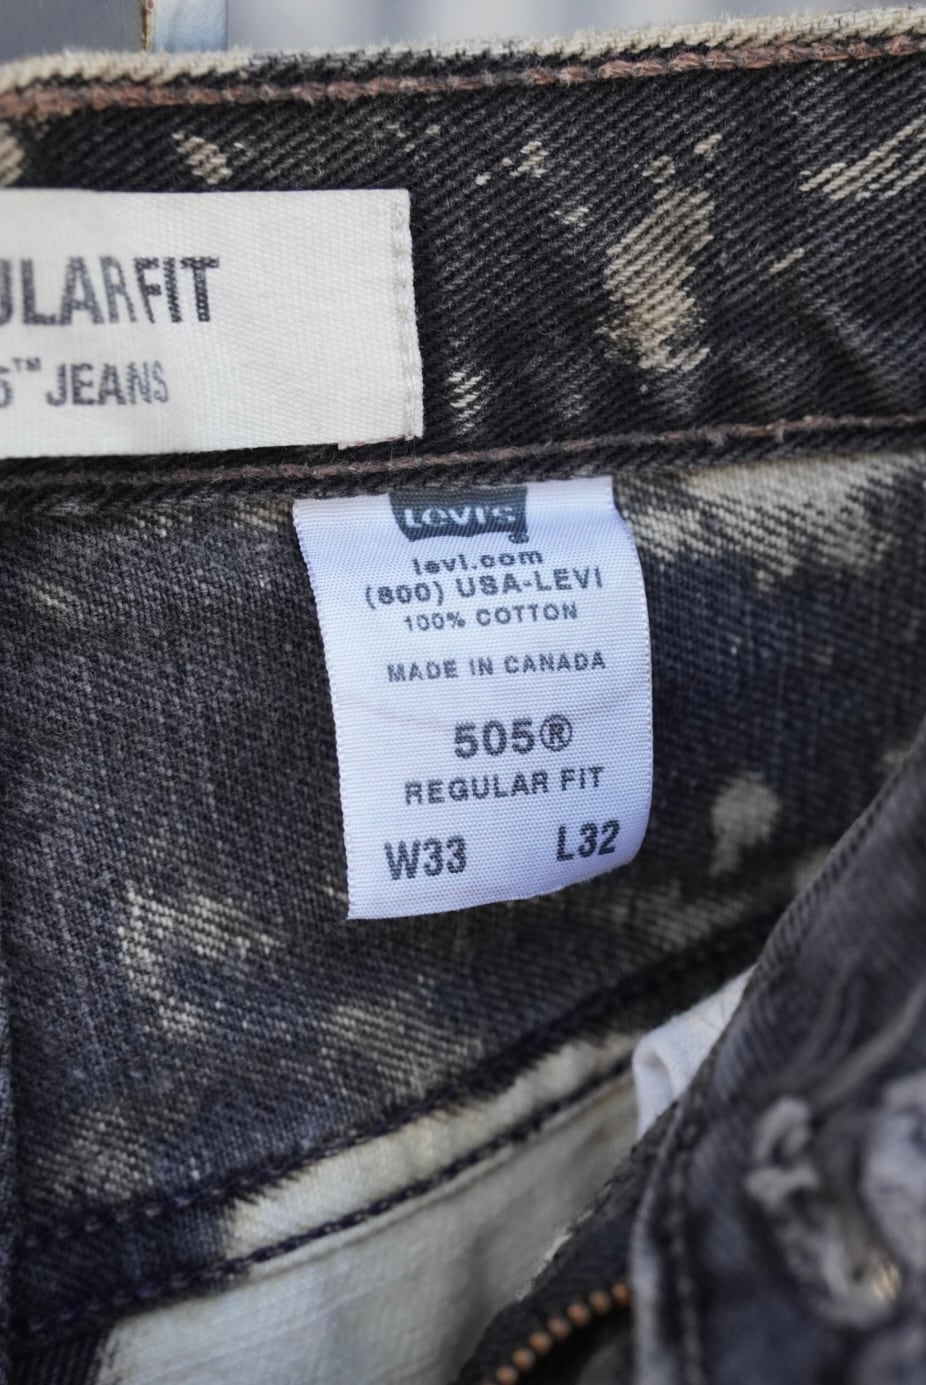 ULARFIT
5™ JEANS
LEVI'S
®
levi.com
(800) USA-LEVI
100% COTTON
MADE IN CANADA
505®
REGULAR FIT
W33 L32